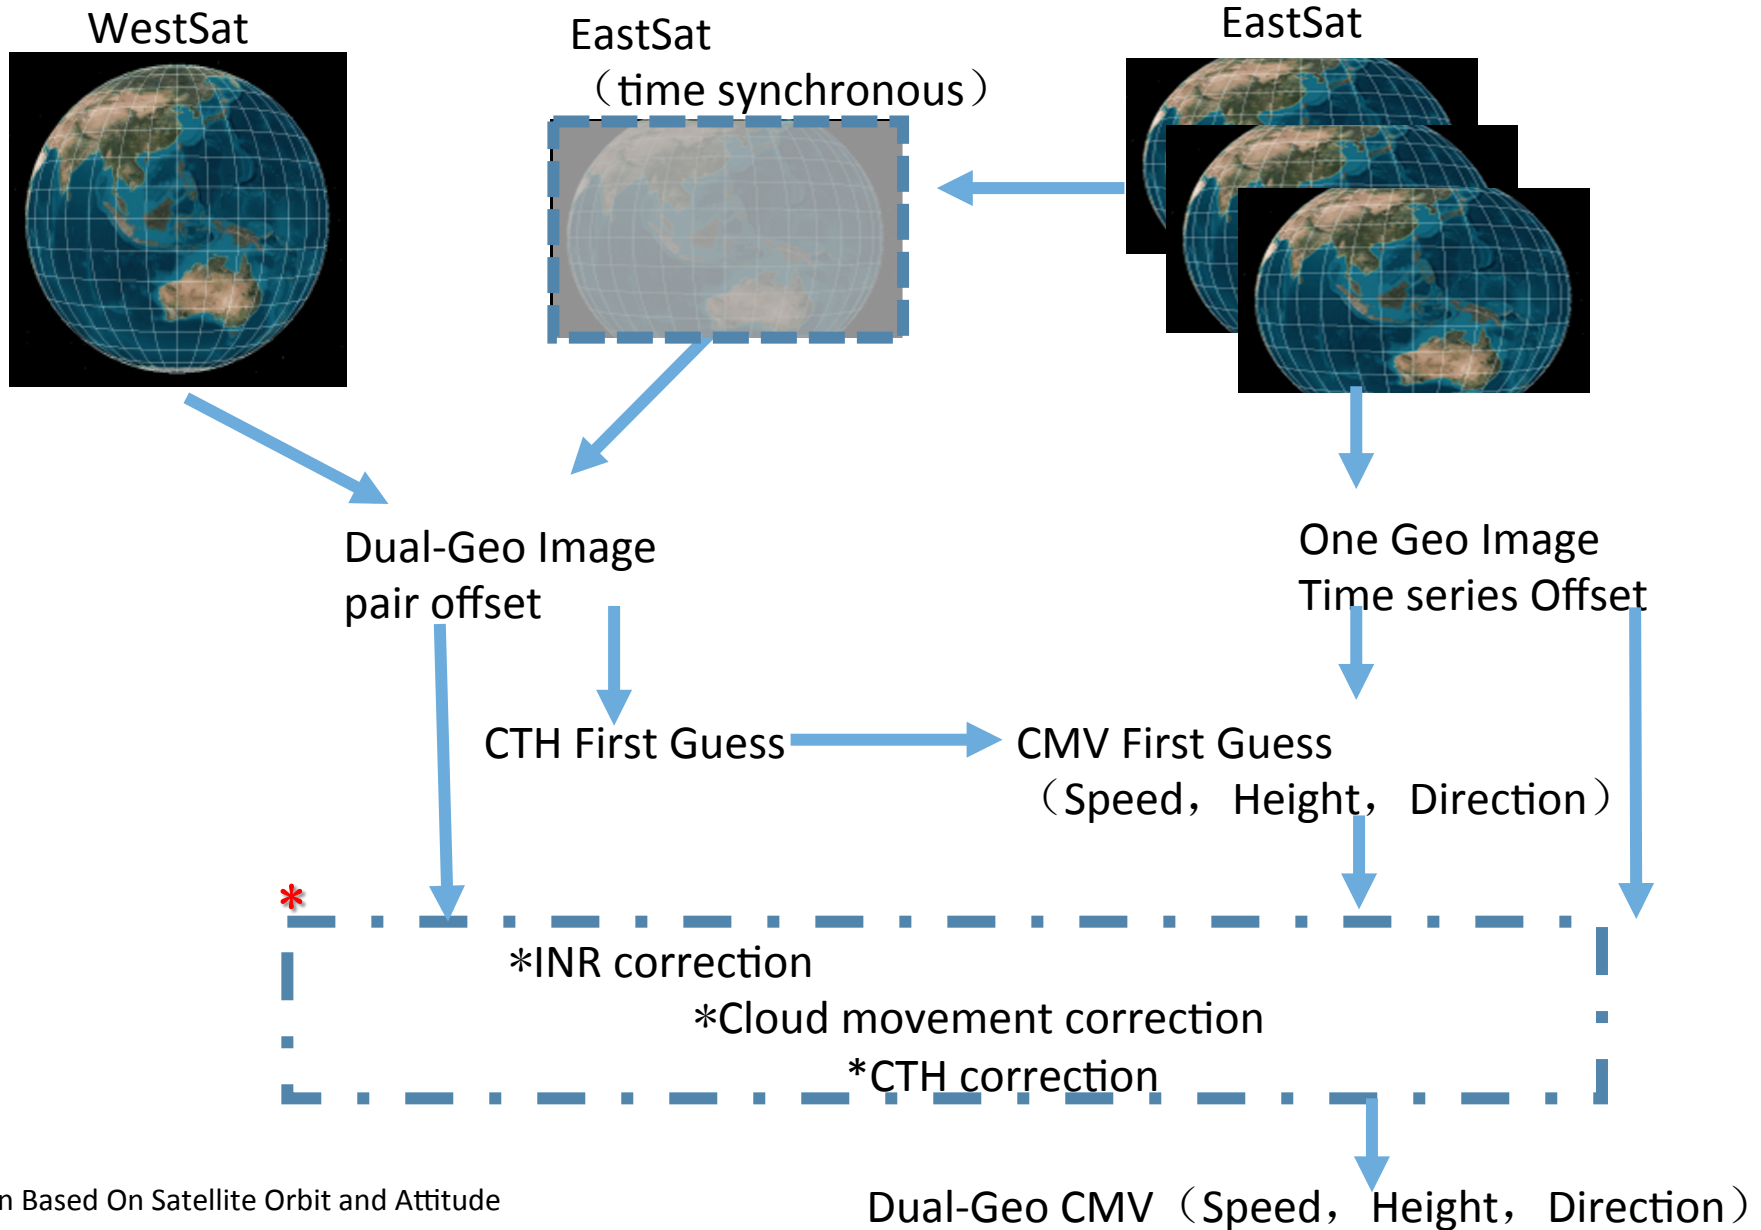 WestSat
EastSat
（time synchronous）
EastSat
Dual-Geo Image
pair offset
One Geo Image
Time series Offset
CTH First Guess
CMV First Guess
（Speed， Height， Direction）
*
*INR correction
*Cloud movement correction
*CTH correction
n Based On Satellite Orbit and Attitude
Dual-Geo CMV（Speed， Height， Direction）